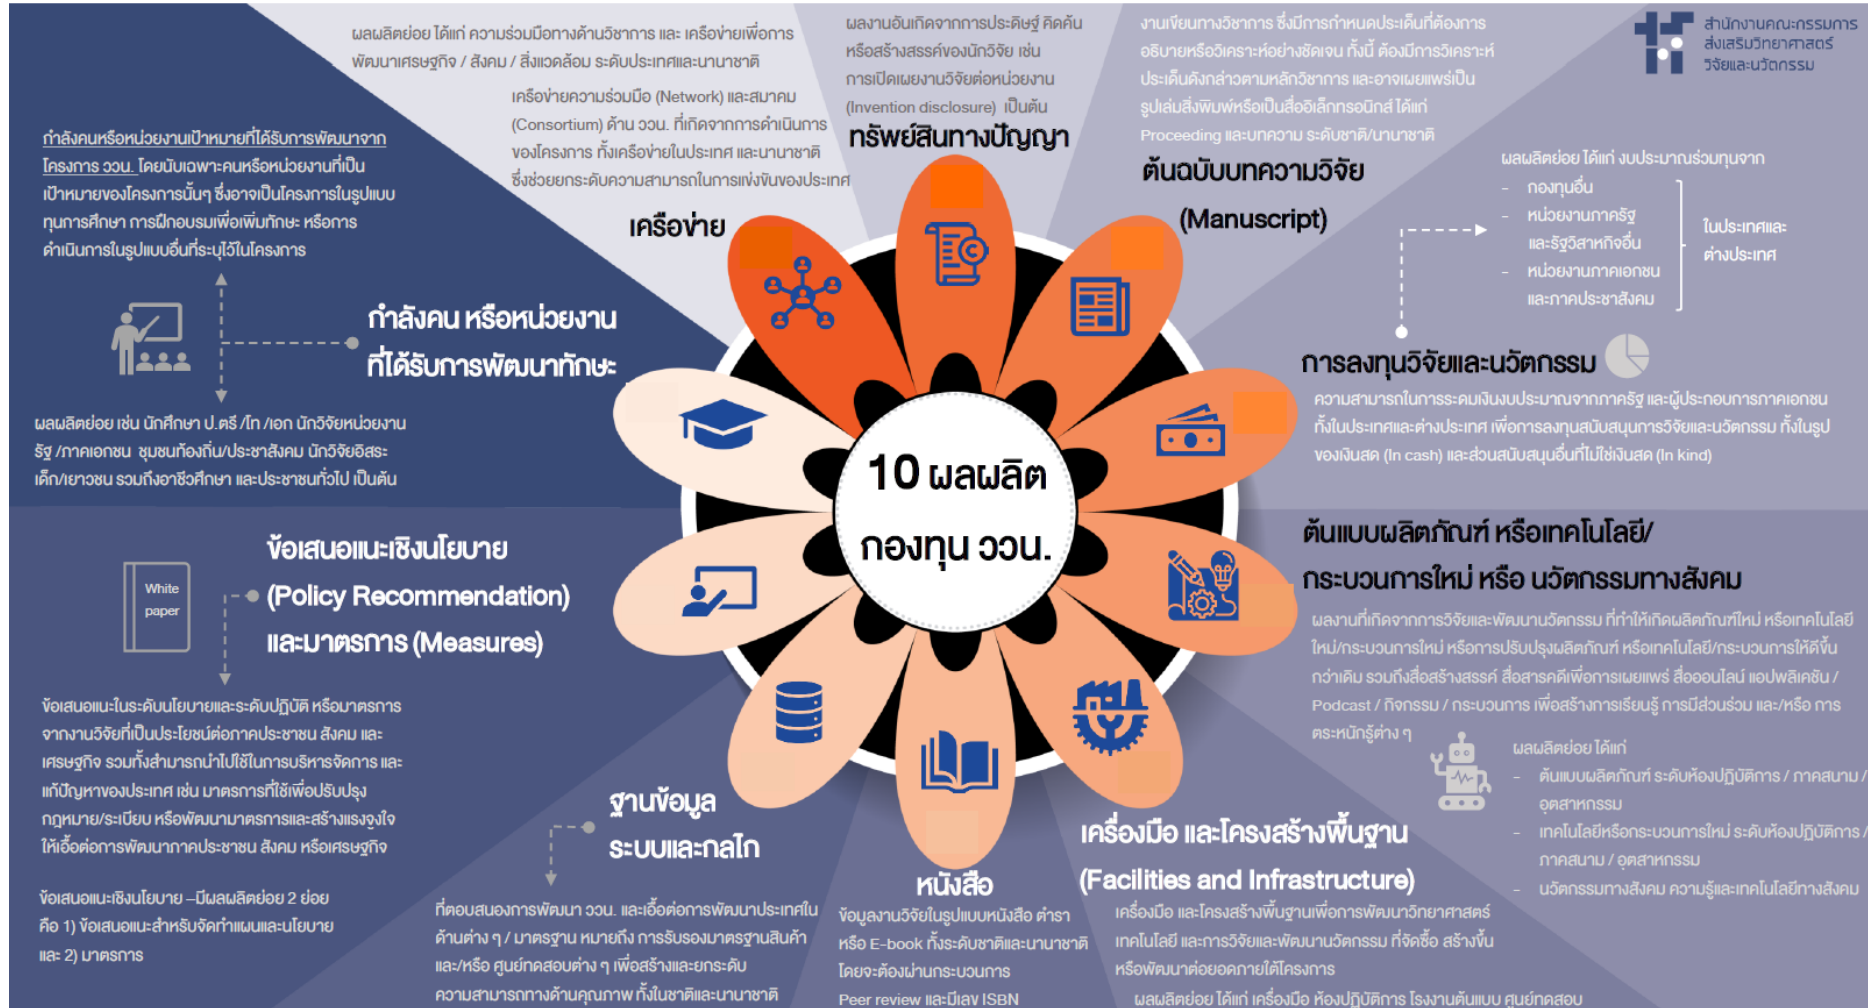 สำนักงานคณะกรรมการ
ส่งเสริมวิทยาศาสตร์
วิจัยและนวัตกรรม
10 ผลผลิต
กองทุน ววน.
ผลผลิตย่อย ได้แก่ ความร่วมมือทางด้านวิชาการ และ เครือข่ายเพื่อการ
พัฒนาเศรษฐกิจ / สังคม / สิ่งแวดล้อม ระดับประเทศและนานาชาติ
เครือข่ายความร่วมมือ (Network) และสมาคม
(Consortium) ด้าน ววน. ที่เกิดจากการดำเนินการ
ของโครงการ ทั้งเครือข่ายในประเทศ และนานาชาติ
ซึ่งช่วยยกระดับความสามารถในการแข่งขันของประเทศ
เครือข่าย
ผลงานอันเกิดจากการประดิษฐ์ คิดค้น
หรือสร้างสรรค์ของนักวิจัย เช่น
การเปิดเผยงานวิจัยต่อหน่วยงาน
(Invention disclosure) เป็นต้น
ทรัพย์สินทางปัญญา
งานเขียนทางวิชาการ ซึ่งมีการกำหนดประเด็นที่ต้องการ
อธิบายหรือวิเคราะห์อย่างชัดเจน ทั้งนี้ ต้องมีการวิเคราะห์
ประเด็นดังกล่าวตามหลักวิชาการ และอาจเผยแพร่เป็น
รูปเล่มสิ่งพิมพ์หรือเป็นสื่ออิเล็กทรอนิกส์ ได้แก่
Proceeding และบทความ ระดับชาติ/นานาชาติ
ต้นฉบับบทความวิจัย
(Manuscript)
ผลผลิตย่อย ได้แก่ งบประมาณร่วมทุนจาก
- กองทุนอื่น
- หน่วยงานภาครัฐ
และรัฐวิสาหกิจอื่น
- หน่วยงานภาคเอกชน
และภาคประชาสังคม
ในประเทศและ
ต่างประเทศ
การลงทุนวิจัยและนวัตกรรม
ความสามารถในการระดมเงินงบประมาณจากภาครัฐ และผู้ประกอบการภาคเอกชน
ทั้งในประเทศและต่างประเทศ เพื่อการลงทุนสนับสนุนการวิจัยและนวัตกรรม ทั้งในรูป
ของเงินสด (In cash) และส่วนสนับสนุนอื่นที่ไม่ใช่เงินสด (In kind)
ต้นแบบผลิตภัณฑ์ หรือเทคโนโลยี/
กระบวนการใหม่ หรือ นวัตกรรมทางสังคม
ผลงานที่เกิดจากการวิจัยและพัฒนานวัตกรรม ที่ทำให้เกิดผลิตภัณฑ์ใหม่ หรือเทคโนโลยี
ใหม่/กระบวนการใหม่ หรือการปรับปรุงผลิตภัณฑ์ หรือเทคโนโลยี/กระบวนการให้ดีขึ้น
กว่าเดิม รวมถึงสื่อสร้างสรรค์ สื่อสารคดีเพื่อการเผยแพร่ สื่อออนไลน์ แอปพลิเคชัน /
Podcast / กิจกรรม / กระบวนการ เพื่อสร้างการเรียนรู้ การมีส่วนร่วม และ/หรือ การ
ตระหนักรู้ต่าง ๆ
ผลผลิตย่อย ได้แก่
- ต้นแบบผลิตภัณฑ์ ระดับห้องปฏิบัติการ / ภาคสนาม /
อุตสาหกรรม
- เทคโนโลยีหรือกระบวนการใหม่ ระดับห้องปฏิบัติการ /
ภาคสนาม / อุตสาหกรรม
- นวัตกรรมทางสังคม ความรู้และเทคโนโลยีทางสังคม
เครื่องมือ และโครงสร้างพื้นฐาน
(Facilities and Infrastructure)
เครื่องมือ และโครงสร้างพื้นฐานเพื่อการพัฒนาวิทยาศาสตร์
เทคโนโลยี และการวิจัยและพัฒนานวัตกรรม ที่จัดซื้อ สร้างขึ้น
หรือพัฒนาต่อยอดภายใต้โครงการ
ผลผลิตย่อย ได้แก่ เครื่องมือ ห้องปฏิบัติการ โรงงานต้นแบบ ศูนย์ทดสอบ
หนังสือ
ข้อมูลงานวิจัยในรูปแบบหนังสือ ตำรา
หรือ E-book ทั้งระดับชาติและนานาชาติ
โดยจะต้องผ่านกระบวนการ
Peer review และมีเลข ISBN
ฐานข้อมูล
ระบบและกลไก
ที่ตอบสนองการพัฒนา ววน. และเอื้อต่อการพัฒนาประเทศใน
ด้านต่าง ๆ / มาตรฐาน หมายถึง การรับรองมาตรฐานสินค้า
และ/หรือ ศูนย์ทดสอบต่าง ๆ เพื่อสร้างและยกระดับ
ความสามารถทางด้านคุณภาพ ทั้งในชาติและนานาชาติ
ข้อเสนอแนะเชิงนโยบาย
(Policy Recommendation)
และมาตรการ (Measures)
White
paper
ข้อเสนอแนะในระดับนโยบายและระดับปฏิบัติ หรือมาตรการ
จากงานวิจัยที่เป็นประโยชน์ต่อภาคประชาชน สังคม และ
เศรษฐกิจ รวมทั้งสามารถนำไปใช้ในการบริหารจัดการ และ
แก้ปัญหาของประเทศ เช่น มาตรการที่ใช้เพื่อปรับปรุง
กฎหมาย/ระเบียบ หรือพัฒนามาตรการและสร้างแรงจูงใจ
ให้เอื้อต่อการพัฒนาภาคประชาชน สังคม หรือเศรษฐกิจ
ข้อเสนอแนะเชิงนโยบาย –มีผลผลิตย่อย 2 ย่อย
คือ 1) ข้อเสนอแนะสำหรับจัดทำแผนและนโยบาย
และ 2) มาตรการ
กำลังคนหรือหน่วยงานเป้าหมายที่ได้รับการพัฒนาจาก
โครงการ ววน. โดยนับเฉพาะคนหรือหน่วยงานที่เป็น
เป้าหมายของโครงการนั้นๆ ซึ่งอาจเป็นโครงการในรูปแบบ
ทุนการศึกษา การฝึกอบรมเพื่อเพิ่มทักษะ หรือการ
ดำเนินการในรูปแบบอื่นที่ระบุไว้ในโครงการ
กำลังคน หรือหน่วยงาน
ที่ได้รับการพัฒนาทักษะ
ผลผลิตย่อย เช่น นักศึกษา ป.ตรี /โท /เอก นักวิจัยหน่วยงาน
รัฐ /ภาคเอกชน ชุมชนท้องถิ่น/ประชาสังคม นักวิจัยอิสระ
เด็ก/เยาวชน รวมถึงอาชีวศึกษา และประชาชนทั่วไป เป็นต้น